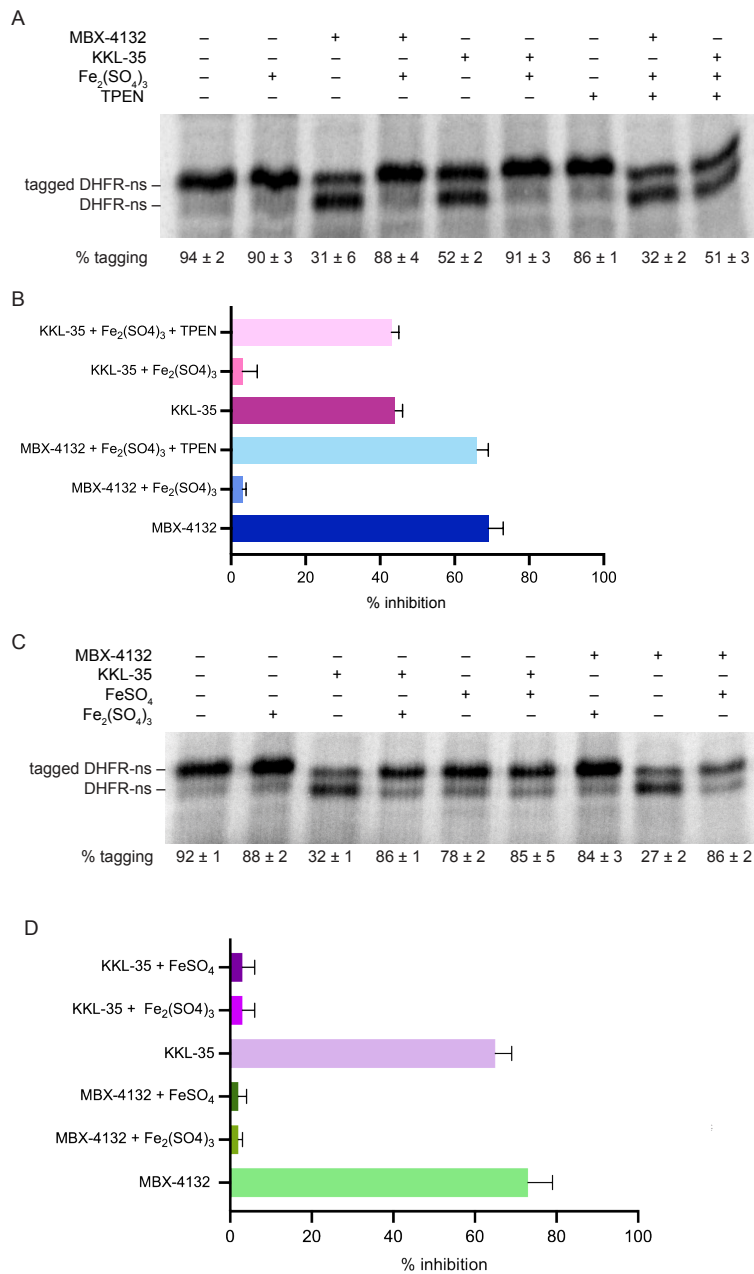 A
MBX-4132 – – + + – – – + –
KKL-35 – – – – + + – – +
Fe₂(SO₄)₃ – + – + – + – + +
TPEN – – – – – – + + +
tagged DHFR-ns –
DHFR-ns –
% tagging 94 ± 2 90 ± 3 31 ± 6 88 ± 4 52 ± 2 91 ± 3 86 ± 1 32 ± 2 51 ± 3
B
KKL-35 + Fe₂(SO4)₃ + TPEN
KKL-35 + Fe₂(SO4)₃
KKL-35
MBX-4132 + Fe₂(SO4)₃ + TPEN
MBX-4132 + Fe₂(SO4)₃
MBX-4132
0 20 40 60 80 100
% inhibition
C
MBX-4132 – – – – – – + + +
KKL-35 – – + + – + – – –
FeSO₄ – – – – + + – – +
Fe₂(SO₄)₃ – + – + – – + – –
tagged DHFR-ns –
DHFR-ns –
% tagging 92 ± 1 88 ± 2 32 ± 1 86 ± 1 78 ± 2 85 ± 5 84 ± 3 27 ± 2 86 ± 2
D
KKL-35 + FeSO₄
KKL-35 + Fe₂(SO4)₃
KKL-35
MBX-4132 + FeSO₄
MBX-4132 + Fe₂(SO4)₃
MBX-4132
0 20 40 60 80 100
% inhibition